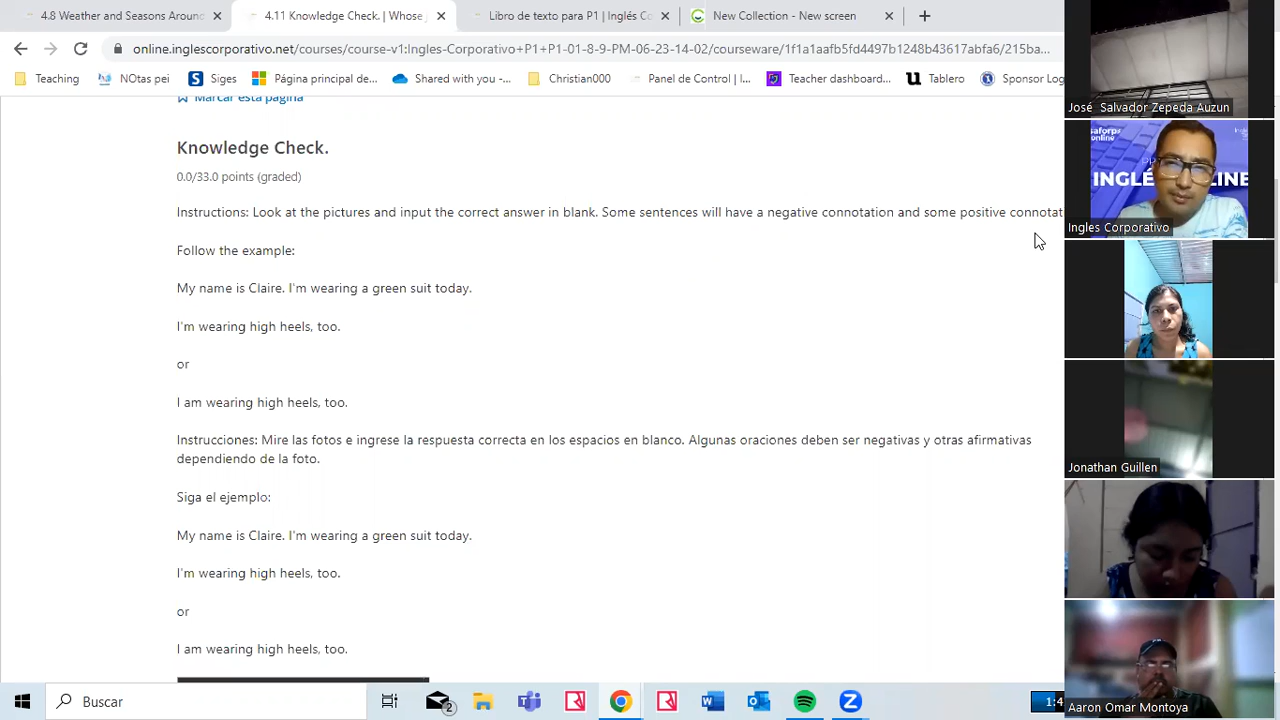 4.8 Weather and Seasons Around
4.11 Knowledge Check. | Whose
Libro de texto para P1 | Inglés Co
New Collection - New screen
online.inglescorporativo.net/courses/course-v1:Ingles-Corporativo+P1+P1-01-8-9-PM-06-23-14-02/courseware/1f1a1aafb5fd4497b1248b43617abfa6/215ba...
Teaching
NOtas pei
Siges
Página principal de...
Shared with you -...
Christian000
Panel de Control | I...
Teacher dashboard...
Tablero
Sponsor Log
Marcar esta página
Knowledge Check.
0.0/33.0 points (graded)
Instructions: Look at the pictures and input the correct answer in blank. Some sentences will have a negative connotation and some positive connotat
Follow the example:
My name is Claire. I'm wearing a green suit today.
I'm wearing high heels, too.
or
I am wearing high heels, too.
Instrucciones: Mire las fotos e ingrese la respuesta correcta en los espacios en blanco. Algunas oraciones deben ser negativas y otras afirmativas
dependiendo de la foto.
Siga el ejemplo:
My name is Claire. I'm wearing a green suit today.
I'm wearing high heels, too.
or
I am wearing high heels, too.
José Salvador Zepeda Auzun
Ingles Corporativo
Jonathan Guillen
Aaron Omar Montoya
Buscar
2
1:4